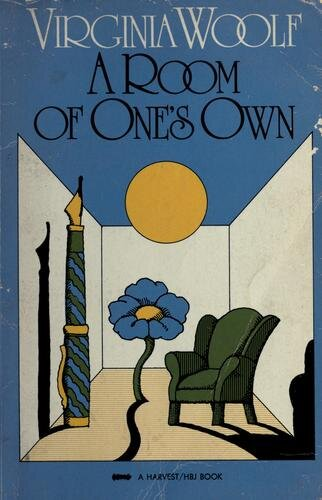 VIRGINIA WOOLF
A ROOM
OF ONE'S OWN
A HARVEST/HBJ BOOK